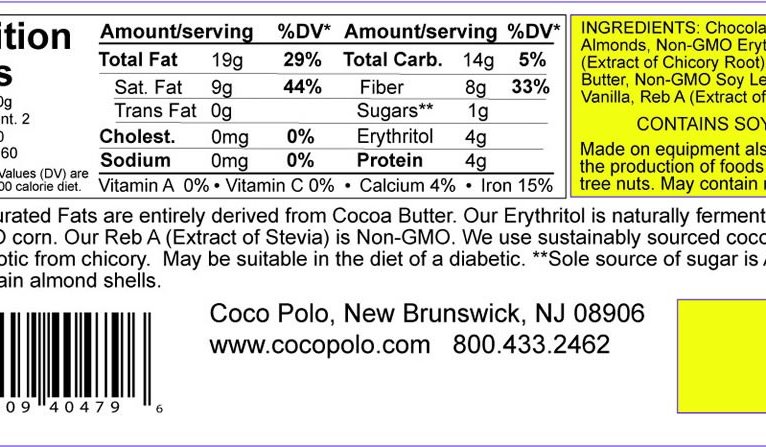 ition
s
0g
nt. 2
0
60
Values (DV) are
00 calorie diet.
Amount/serving %DV* Amount/serving %DV*
Total Fat 19g 29% Total Carb. 14g 5%
Sat. Fat 9g 44% Fiber 8g 33%
Trans Fat 0g Sugars** 1g
Cholest. 0mg 0% Erythritol 4g
Sodium 0mg 0% Protein 4g
Vitamin A 0% • Vitamin C 0% • Calcium 4% • Iron 15%
INGREDIENTS: Chocola
Almonds, Non-GMO Eryt
(Extract of Chicory Root)
Butter, Non-GMO Soy Le
Vanilla, Reb A (Extract of
CONTAINS SOY
Made on equipment als
the production of foods
tree nuts. May contain
urated Fats are entirely derived from Cocoa Butter. Our Erythritol is naturally ferment
O corn. Our Reb A (Extract of Stevia) is Non-GMO. We use sustainably sourced coco
otic from chicory. May be suitable in the diet of a diabetic. **Sole source of sugar is A
ain almond shells.
Coco Polo, New Brunswick, NJ 08906
www.cocopolo.com 800.433.2462
09 40479 6